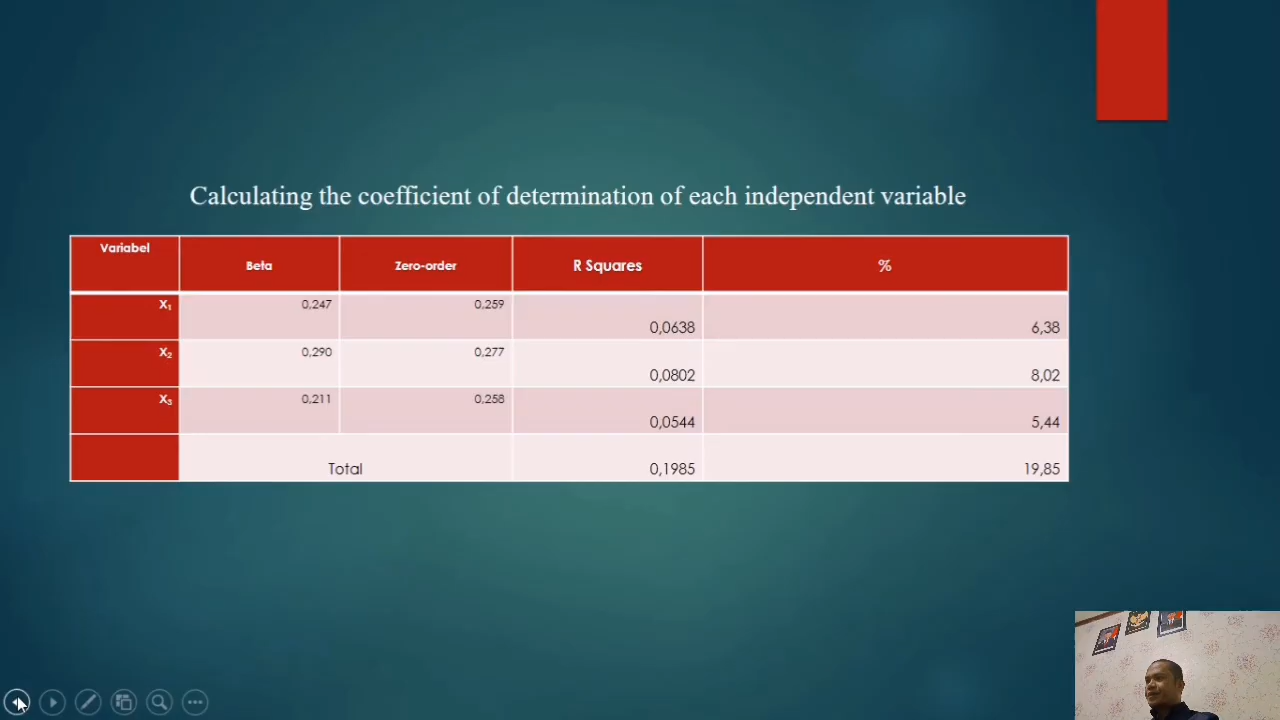 Calculating the coefficient of determination of each independent variable
Variabel Beta Zero-order R Squares %
X₁ 0,247 0,259 0,0638 6,38
X₂ 0,290 0,277 0,0802 8,02
X₃ 0,211 0,258 0,0544 5,44
Total 0,1985 19,85